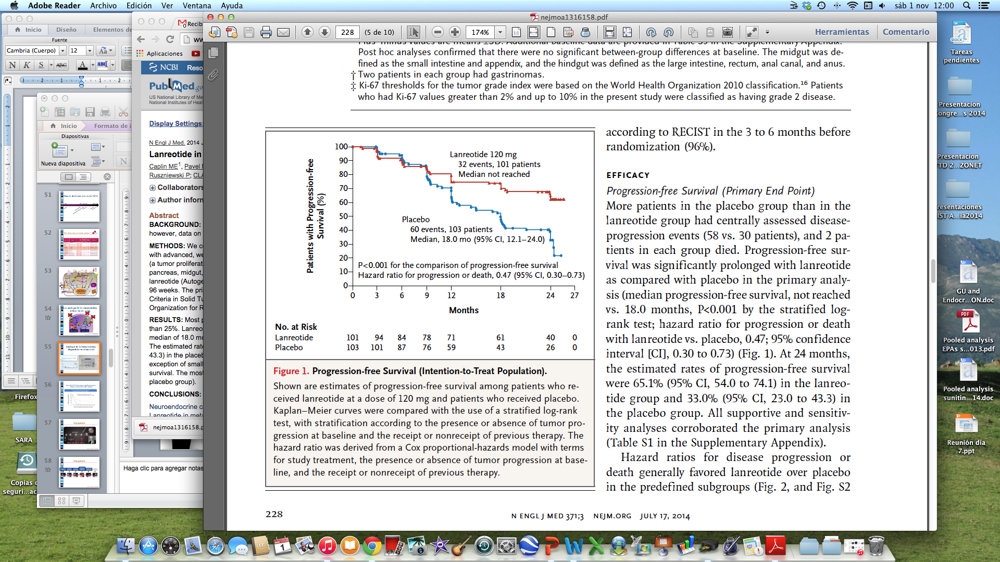 Adobe Reader Archivo Edición Ver Ventana Ayuda
sáb 1 nov 12:00
Inicio Diseño Elementos de
Fuente
Cambria (Cuerpo) 12
Recib
Aplicaciones
NCBI Reso
PubMed.go
US National Library of Me
National Institutes of Heal
Display Settings:
N Engl J Med. 2014 J
Lanreotide in
Caplin ME1, Pavel M
Ruszniewski P; CLA
Collaborators
Author inforn
Abstract
BACKGROUND:
however, data on
METHODS: We c
with advanced, we
(a tumor proliferat
pancreas, midgut,
lanreotide (Autoge
96 weeks. The pri
Criteria in Solid Tu
Organization for R
RESULTS: Most p
than 25%. Lanreo
median of 18.0 mo
The estimated rate
43.3) in the placeb
exception of small
survival. The most
placebo group).
CONCLUSIONS:
Neuroendocrine ca
Lanreotide in meta
nejmoa1316158.p
Inicio Formato de i
Diapositivas
Nueva diapositiva
51
52
53
54
55
56
57
58
Haga clic para agregar notas
nejmoa1316158.pdf
228 (5 de 10) 174%
Herramientas Comentario
Post hoc analyses confirmed that there were no significant between-group differences at baseline. The midgut was de-
fined as the small intestine and appendix, and the hindgut was defined as the large intestine, rectum, anal canal, and anus.
† Two patients in each group had gastrinomas.
‡ Ki-67 thresholds for the tumor grade index were based on the World Health Organization 2010 classification.16 Patients
who had Ki-67 values greater than 2% and up to 10% in the present study were classified as having grade 2 disease.
Patients with Progression-free
Survival (%)
100
90
80
70
60
50
40
30
20
10
0
Lanreotide 120 mg
32 events, 101 patients
Median not reached
Placebo
60 events, 103 patients
Median, 18.0 mo (95% CI, 12.1–24.0)
P<0.001 for the comparison of progression-free survival
Hazard ratio for progression or death, 0.47 (95% CI, 0.30–0.73)
0 3 6 9 12 18 24 27
Months
No. at Risk
Lanreotide 101 94 84 78 71 61 40 0
Placebo 103 101 87 76 59 43 26 0
Figure 1. Progression-free Survival (Intention-to-Treat Population).
Shown are estimates of progression-free survival among patients who re-
ceived lanreotide at a dose of 120 mg and patients who received placebo.
Kaplan–Meier curves were compared with the use of a stratified log-rank
test, with stratification according to the presence or absence of tumor pro-
gression at baseline and the receipt or nonreceipt of previous therapy. The
hazard ratio was derived from a Cox proportional-hazards model with terms
for study treatment, the presence or absence of tumor progression at base-
line, and the receipt or nonreceipt of previous therapy.
according to RECIST in the 3 to 6 months before
randomization (96%).
EFFICACY
Progression-free Survival (Primary End Point)
More patients in the placebo group than in the
lanreotide group had centrally assessed disease-
progression events (58 vs. 30 patients), and 2 pa-
tients in each group died. Progression-free sur-
vival was significantly prolonged with lanreotide
as compared with placebo in the primary analy-
sis (median progression-free survival, not reached
vs. 18.0 months, P<0.001 by the stratified log-
rank test; hazard ratio for progression or death
with lanreotide vs. placebo, 0.47; 95% confidence
interval [CI], 0.30 to 0.73) (Fig. 1). At 24 months,
the estimated rates of progression-free survival
were 65.1% (95% CI, 54.0 to 74.1) in the lanreo-
tide group and 33.0% (95% CI, 23.0 to 43.3) in
the placebo group. All supportive and sensitiv-
ity analyses corroborated the primary analysis
(Table S1 in the Supplementary Appendix).
Hazard ratios for disease progression or
death generally favored lanreotide over placebo
in the predefined subgroups (Fig. 2, and Fig. S2
228
N ENGL J MED 371;3 NEJM.ORG JULY 17, 2014
Tareas
pendientes
Presentacion
ongre...s 2014
Presentacion
TD 2...ZONET
resentaciones
IST A...ia2014
GU and
Endocr...ON.doc
Pooled analysis
EPAs s...013.pdf
Pooled analysis
sunitin...14.doc
Reunión dia
7.ppt
Firefox
SARA
Copias d
seguri...ac